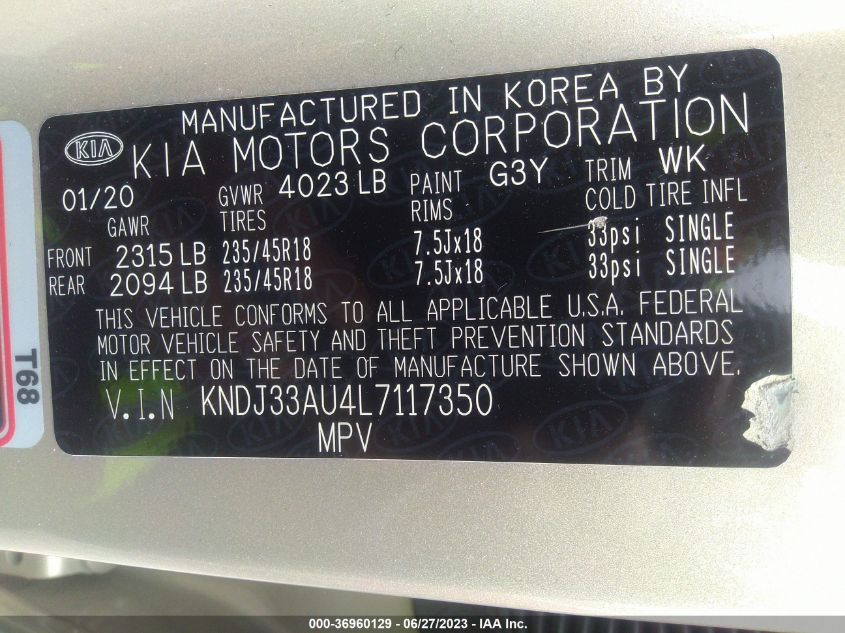 MANUFACTURED IN KOREA BY
KIA KIA MOTORS CORPORATION
01/20 GVWR 4023 LB PAINT G3Y TRIM WK
GAWR TIRES RIMS COLD TIRE INFL
FRONT 2315 LB 235/45R18 7.5Jx18 33psi SINGLE
REAR 2094 LB 235/45R18 7.5Jx18 33psi SINGLE
THIS VEHICLE CONFORMS TO ALL APPLICABLE U.S.A. FEDERAL
MOTOR VEHICLE SAFETY AND THEFT PREVENTION STANDARDS
IN EFFECT ON THE DATE OF MANUFACTURE SHOWN ABOVE.
V.I.N KNDJ33AU4L7117350
MPV
T68
000-36960129 - 06/27/2023 - IAAI.com